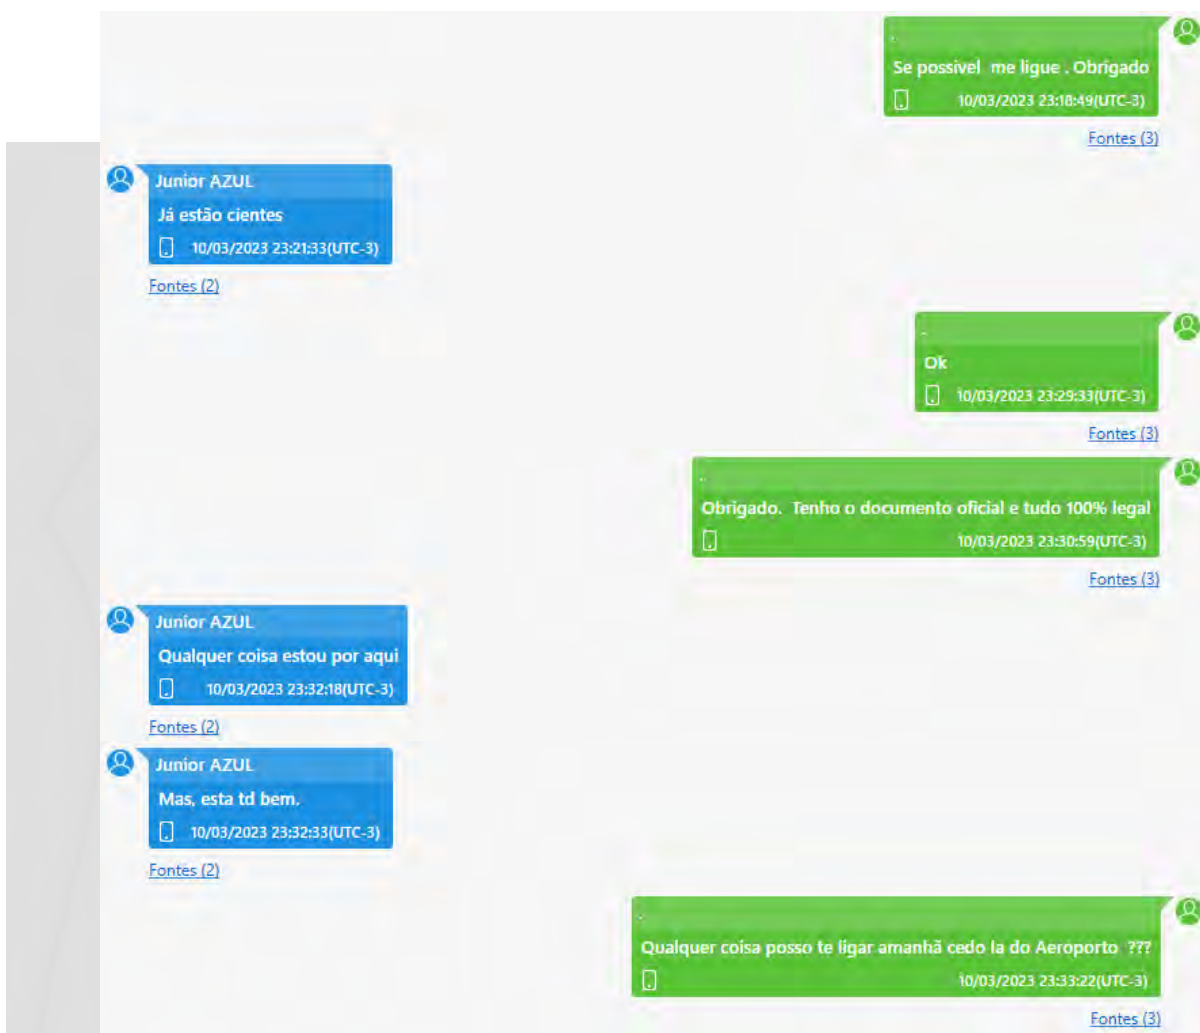 .
Se possivel  me ligue . Obrigado
10/03/2023 23:18:49(UTC-3)
Fontes (3)
Junior AZUL
Já estão cientes
10/03/2023 23:21:33(UTC-3)
Fontes (2)
.
Ok
10/03/2023 23:29:33(UTC-3)
Fontes (3)
.
Obrigado.  Tenho o documento oficial e tudo 100% legal
10/03/2023 23:30:59(UTC-3)
Fontes (3)
Junior AZUL
Qualquer coisa estou por aqui
10/03/2023 23:32:18(UTC-3)
Fontes (2)
Junior AZUL
Mas, esta td bem.
10/03/2023 23:32:33(UTC-3)
Fontes (2)
.
Qualquer coisa posso te ligar amanhã cedo la do Aeroporto  ???
10/03/2023 23:33:22(UTC-3)
Fontes (3)